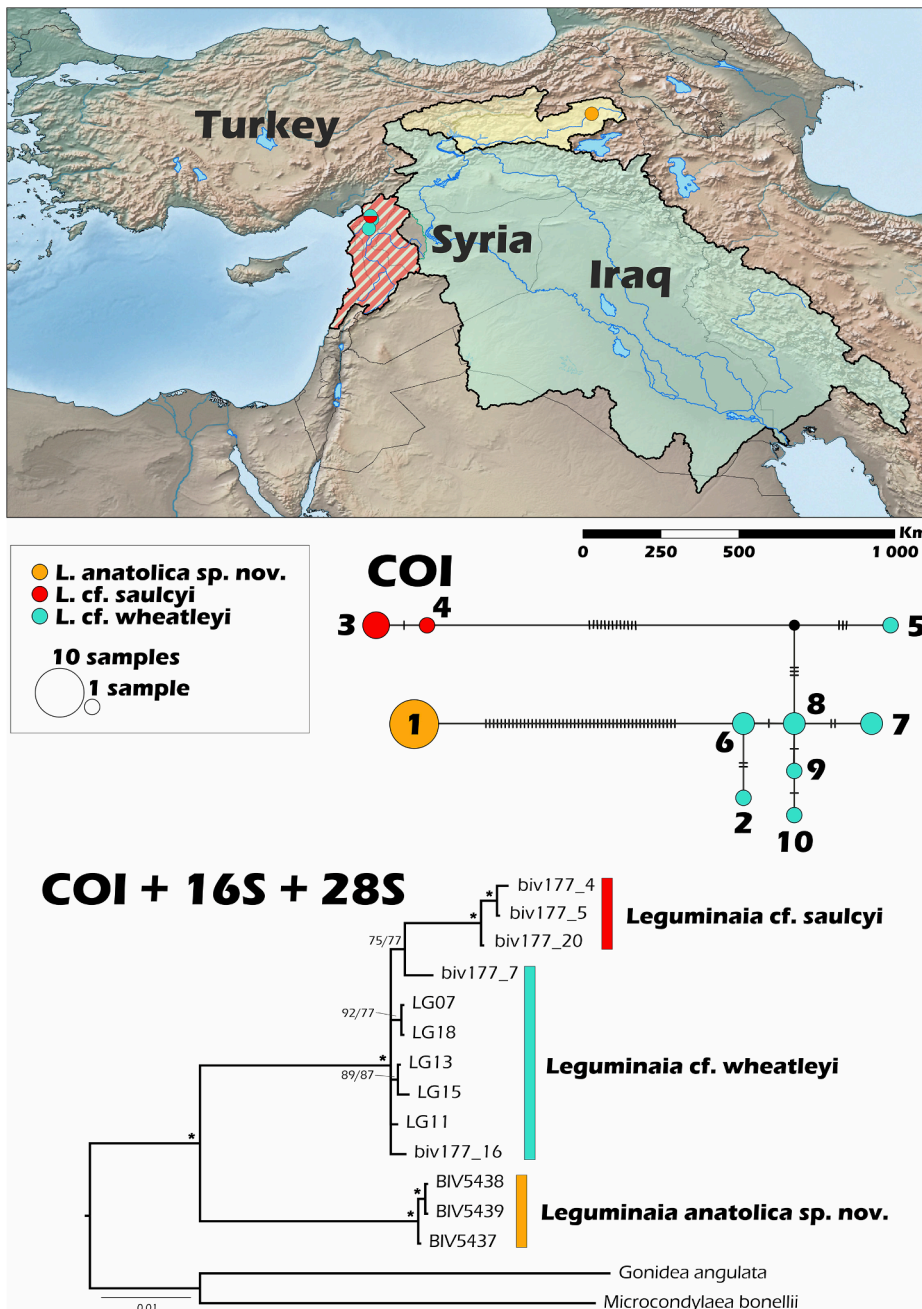 Turkey
Syria
Iraq
Km
0 250 500 1 000
L. anatolica sp. nov.
L. cf. saulcyi
L. cf. wheatleyi
10 samples
1 sample
COI
3 4 5
1 6 8 7
9
2
10
COI + 16S + 28S
* biv177_4
* biv177_5
Leguminaia cf. saulcyi
75/77 biv177_20
biv177_7
92/77 LG07
LG18
* LG13
Leguminaia cf. wheatleyi
89/87 LG15
LG11
* biv177_16
* BIV5438
* BIV5439
Leguminaia anatolica sp. nov.
BIV5437
Gonidea angulata
0.01 Microcondylaea bonellii